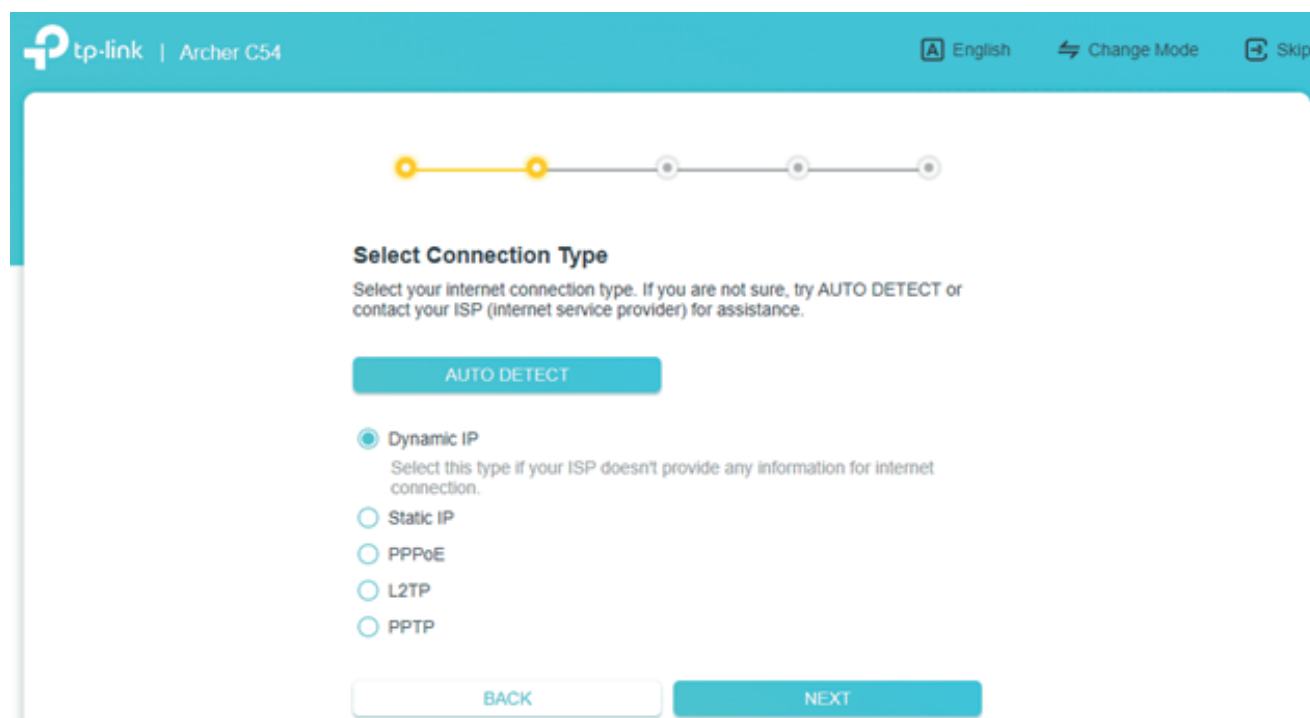 tp-link | Archer C54
English
Change Mode
Skip
Select Connection Type
Select your internet connection type. If you are not sure, try AUTO DETECT or
contact your ISP (internet service provider) for assistance.
AUTO DETECT
Dynamic IP
Select this type if your ISP doesn't provide any information for internet
connection.
Static IP
PPPoE
L2TP
PPTP
BACK
NEXT